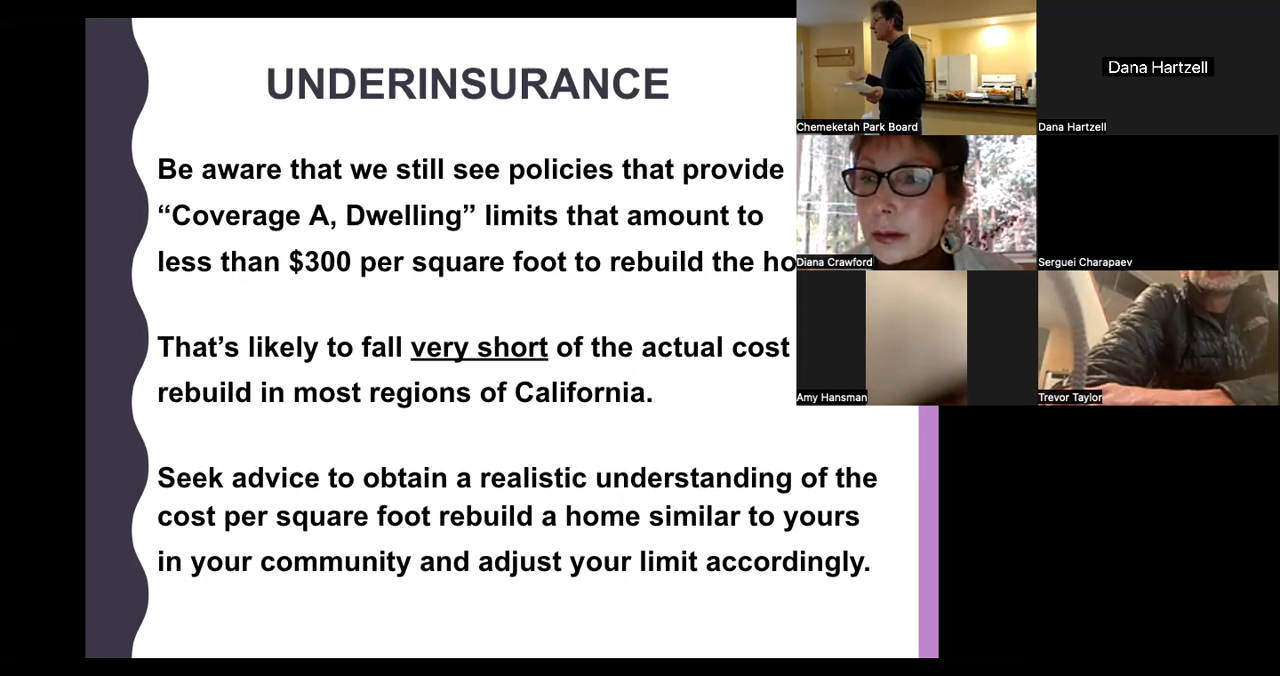 UNDERINSURANCE
Be aware that we still see policies that provide
“Coverage A, Dwelling” limits that amount to
less than $300 per square foot to rebuild the ho
That’s likely to fall very short of the actual cost
rebuild in most regions of California.
Seek advice to obtain a realistic understanding of the
cost per square foot rebuild a home similar to yours
in your community and adjust your limit accordingly.
Chemeketah Park Board
Dana Hartzell
Dana Hartzell
Diana Crawford
Serguei Charapaev
Amy Hansman
Trevor Taylor